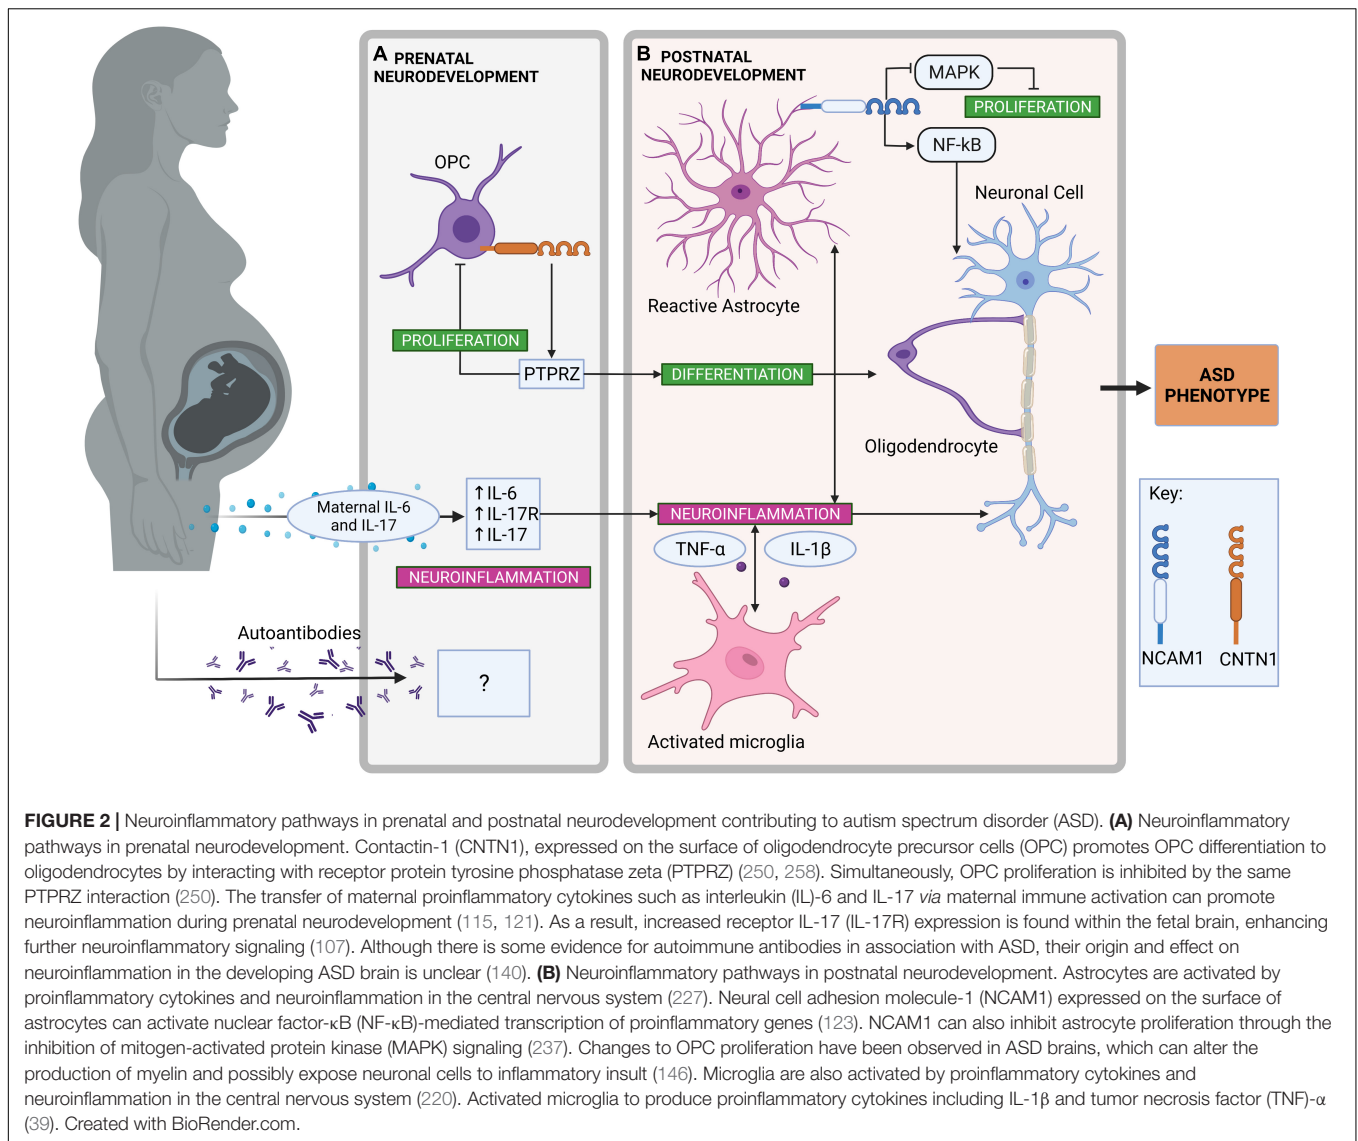 A PRENATAL
NEURODEVELOPMENT
OPC
PROLIFERATION
PTPRZ
Maternal IL-6
and IL-17
↑IL-6
↑IL-17R
↑IL-17
NEUROINFLAMMATION
Autoantibodies
?
B POSTNATAL
NEURODEVELOPMENT
MAPK
PROLIFERATION
NF-kB
Neuronal Cell
Reactive Astrocyte
DIFFERENTIATION
Oligodendrocyte
NEUROINFLAMMATION
TNF-α
IL-1β
Activated microglia
ASD
PHENOTYPE
Key:
NCAM1
CNTN1
FIGURE 2 | Neuroinflammatory pathways in prenatal and postnatal neurodevelopment contributing to autism spectrum disorder (ASD). (A) Neuroinflammatory
pathways in prenatal neurodevelopment. Contactin-1 (CNTN1), expressed on the surface of oligodendrocyte precursor cells (OPC) promotes OPC differentiation to
oligodendrocytes by interacting with receptor protein tyrosine phosphatase zeta (PTPRZ) (250, 258). Simultaneously, OPC proliferation is inhibited by the same
PTPRZ interaction (250). The transfer of maternal proinflammatory cytokines such as interleukin (IL)-6 and IL-17 via maternal immune activation can promote
neuroinflammation during prenatal neurodevelopment (115, 121). As a result, increased receptor IL-17 (IL-17R) expression is found within the fetal brain, enhancing
further neuroinflammatory signaling (107). Although there is some evidence for autoimmune antibodies in association with ASD, their origin and effect on
neuroinflammation in the developing ASD brain is unclear (140). (B) Neuroinflammatory pathways in postnatal neurodevelopment. Astrocytes are activated by
proinflammatory cytokines and neuroinflammation in the central nervous system (227). Neural cell adhesion molecule-1 (NCAM1) expressed on the surface of
astrocytes can activate nuclear factor-κB (NF-κB)-mediated transcription of proinflammatory genes (123). NCAM1 can also inhibit astrocyte proliferation through the
inhibition of mitogen-activated protein kinase (MAPK) signaling (237). Changes to OPC proliferation have been observed in ASD brains, which can alter the
production of myelin and possibly expose neuronal cells to inflammatory insult (146). Microglia are also activated by proinflammatory cytokines and
neuroinflammation in the central nervous system (220). Activated microglia to produce proinflammatory cytokines including IL-1β and tumor necrosis factor (TNF)-α
(39). Created with BioRender.com.